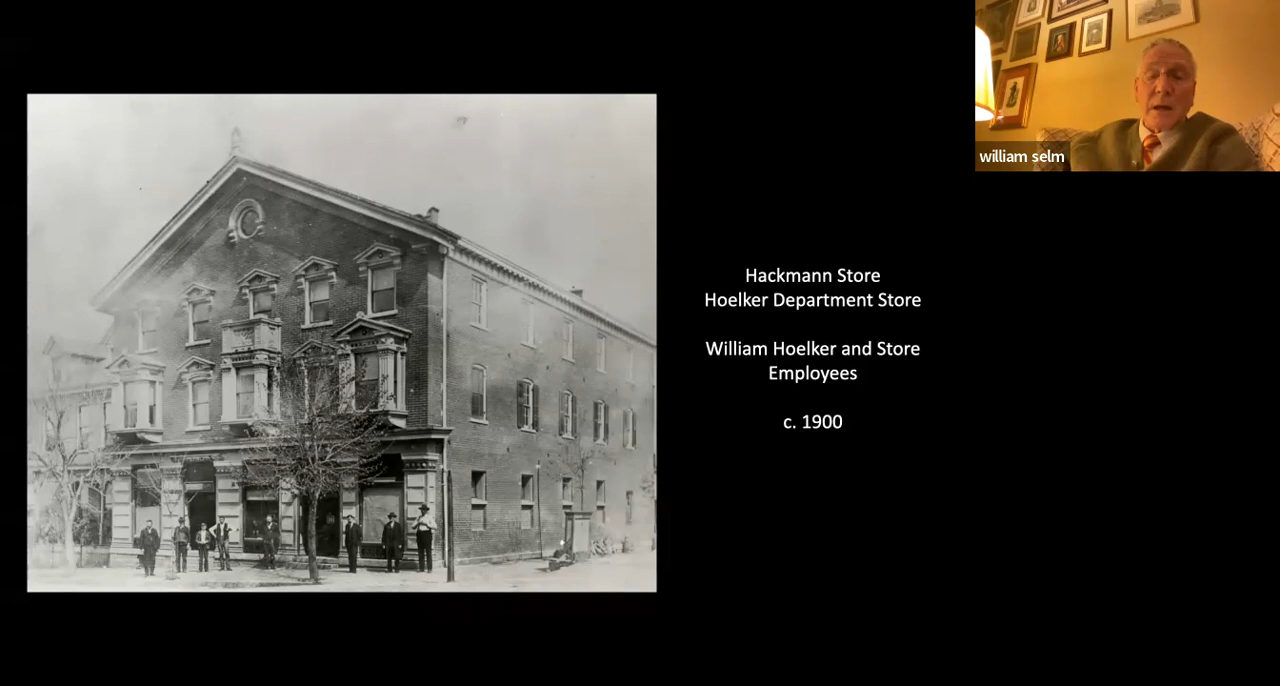 william selm
Hackmann Store
Hoelker Department Store
William Hoelker and Store
Employees
c. 1900